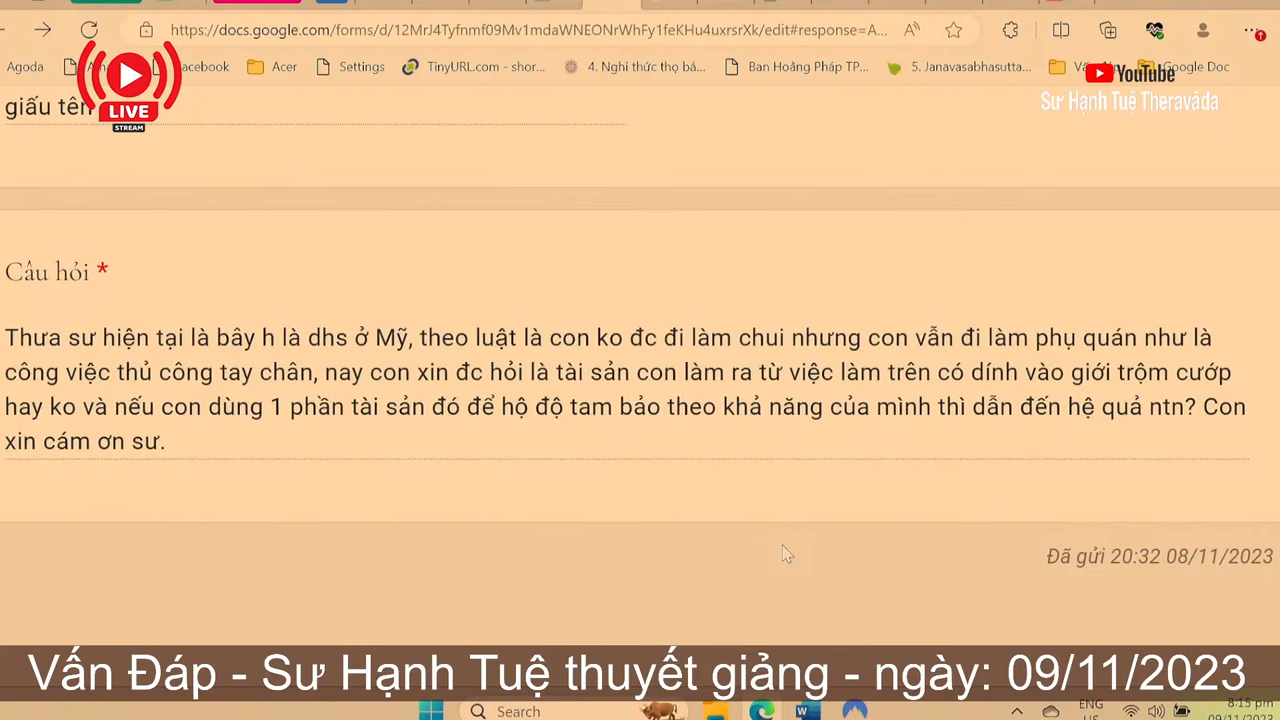 https://docs.google.com/forms/d/12MrJ4Tyfnmf09Mv1mdaWNEONrWhFy1feKHu4uxrsrXk/edit#response=A...
Agoda
acebook
Acer
Settings
TinyURL.com - shor...
4. Nghi thức thọ bá...
Ban Hoằng Pháp TP...
5. Janavasabhasutta...
Google Doc
LIVE
STREAM
YouTube
Sư Hạnh Tuệ Theravāda
giấu tên
Câu hỏi *
Thưa sư hiện tại là bây h là dhs ở Mỹ, theo luật là con ko đc đi làm chui nhưng con vẫn đi làm phụ quán như là
công việc thủ công tay chân, nay con xin đc hỏi là tài sản con làm ra từ việc làm trên có dính vào giới trộm cướp
hay ko và nếu con dùng 1 phần tài sản đó để hộ độ tam bảo theo khả năng của mình thì dẫn đến hệ quả ntn? Con
xin cám ơn sư.
Đã gửi 20:32 08/11/2023
Vấn Đáp - Sư Hạnh Tuệ thuyết giảng - ngày: 09/11/2023
Search
ENG
8:15 pm